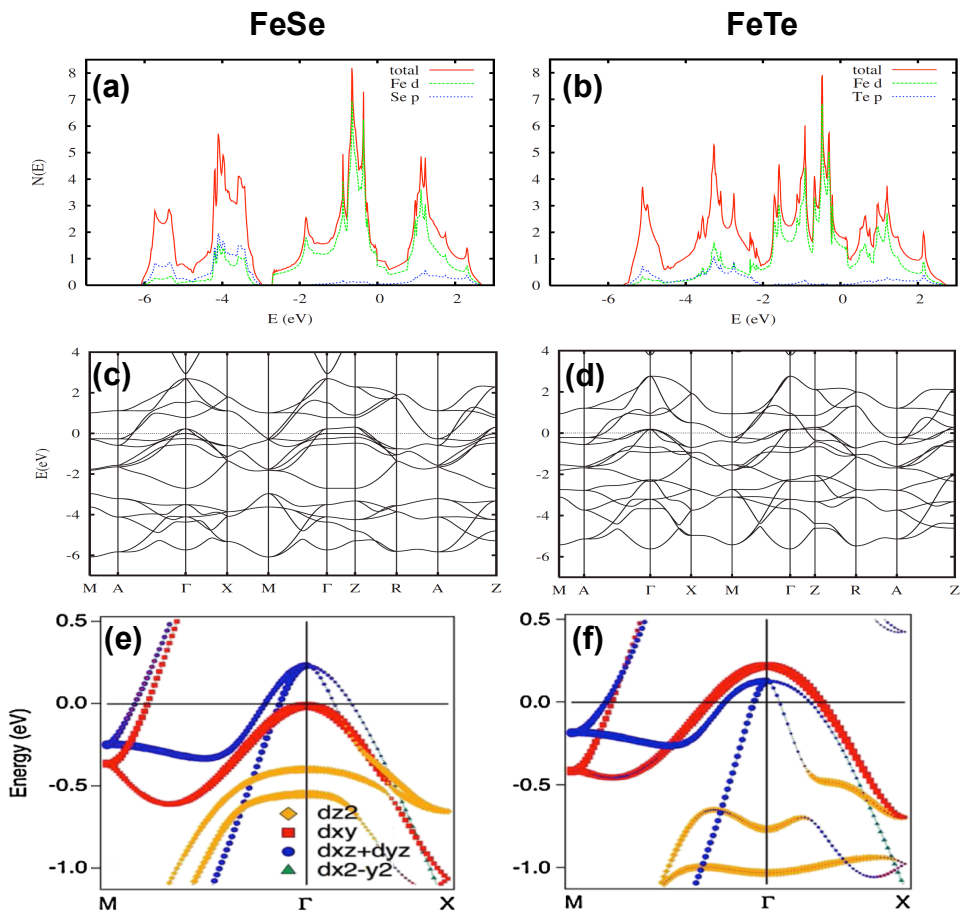 FeSe
FeTe
(a)
total
Fe d
Se p
N(E)
8
7
6
5
4
3
2
1
0
-6
-4
-2
0
2
E (eV)
(b)
total
Fe d
Te p
8
7
6
5
4
3
2
1
0
-6
-4
-2
0
2
E (eV)
(c)
E(eV)
4
2
0
-2
-4
-6
M A Γ X M Γ Z R A Z
(d)
4
2
0
-2
-4
-6
M A Γ X M Γ Z R A Z
(e)
Energy (eV)
0.5
0.0
-0.5
-1.0
dz2
dxy
dxz+dyz
dx2-y2
M Γ X
(f)
0.5
0.0
-0.5
-1.0
M Γ X